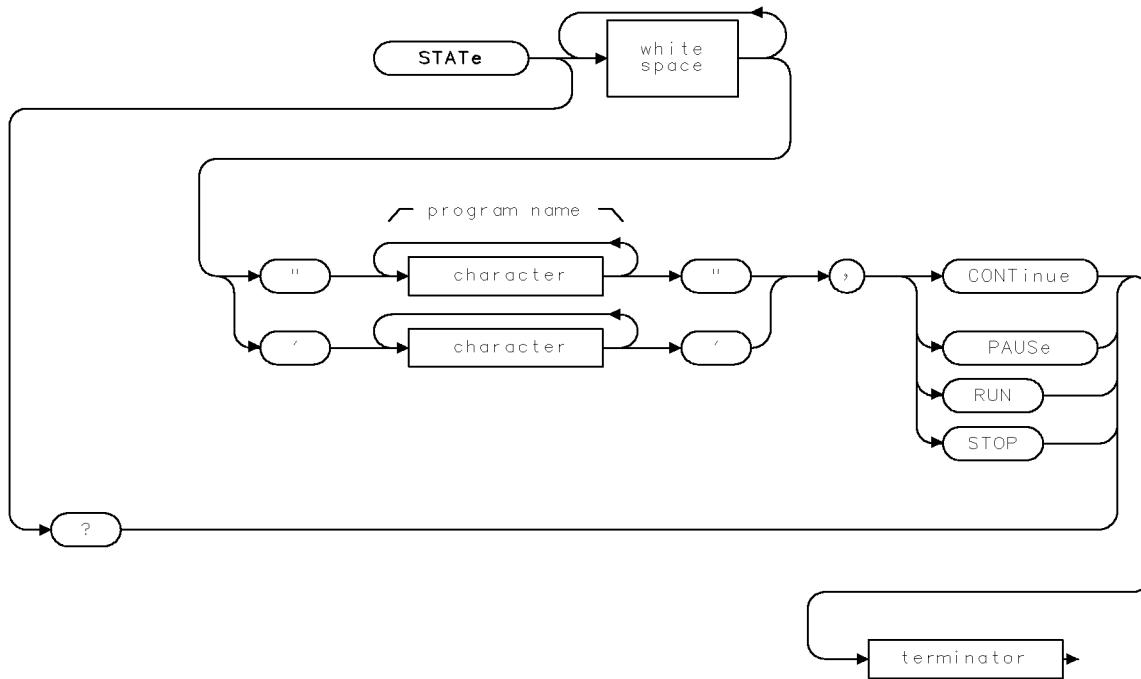 STATe
white
space
program name
" character " , CONTinue
' character '
PAUSe
RUN
STOP
?
terminator